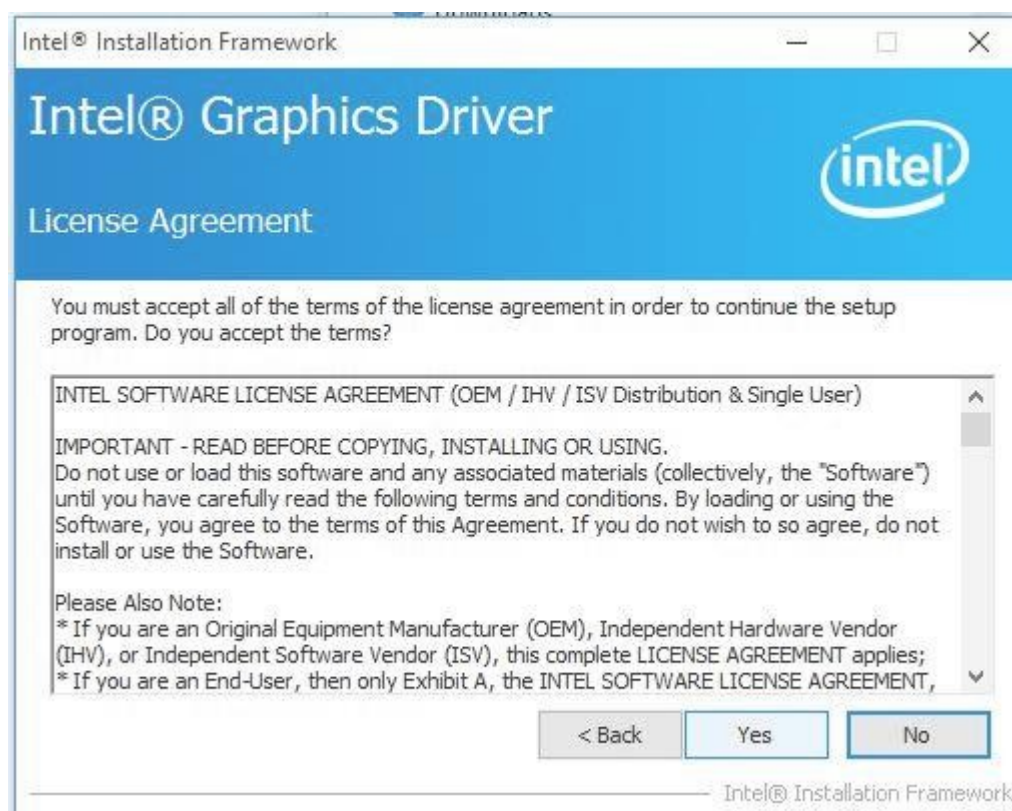 Downloads
Intel® Installation Framework
Intel® Graphics Driver
intel
License Agreement
You must accept all of the terms of the license agreement in order to continue the setup
program. Do you accept the terms?
INTEL SOFTWARE LICENSE AGREEMENT (OEM / IHV / ISV Distribution & Single User)
IMPORTANT - READ BEFORE COPYING, INSTALLING OR USING.
Do not use or load this software and any associated materials (collectively, the "Software")
until you have carefully read the following terms and conditions. By loading or using the
Software, you agree to the terms of this Agreement. If you do not wish to so agree, do not
install or use the Software.
Please Also Note:
* If you are an Original Equipment Manufacturer (OEM), Independent Hardware Vendor
(IHV), or Independent Software Vendor (ISV), this complete LICENSE AGREEMENT applies;
* If you are an End-User, then only Exhibit A, the INTEL SOFTWARE LICENSE AGREEMENT,
< Back Yes No
Intel® Installation Framework